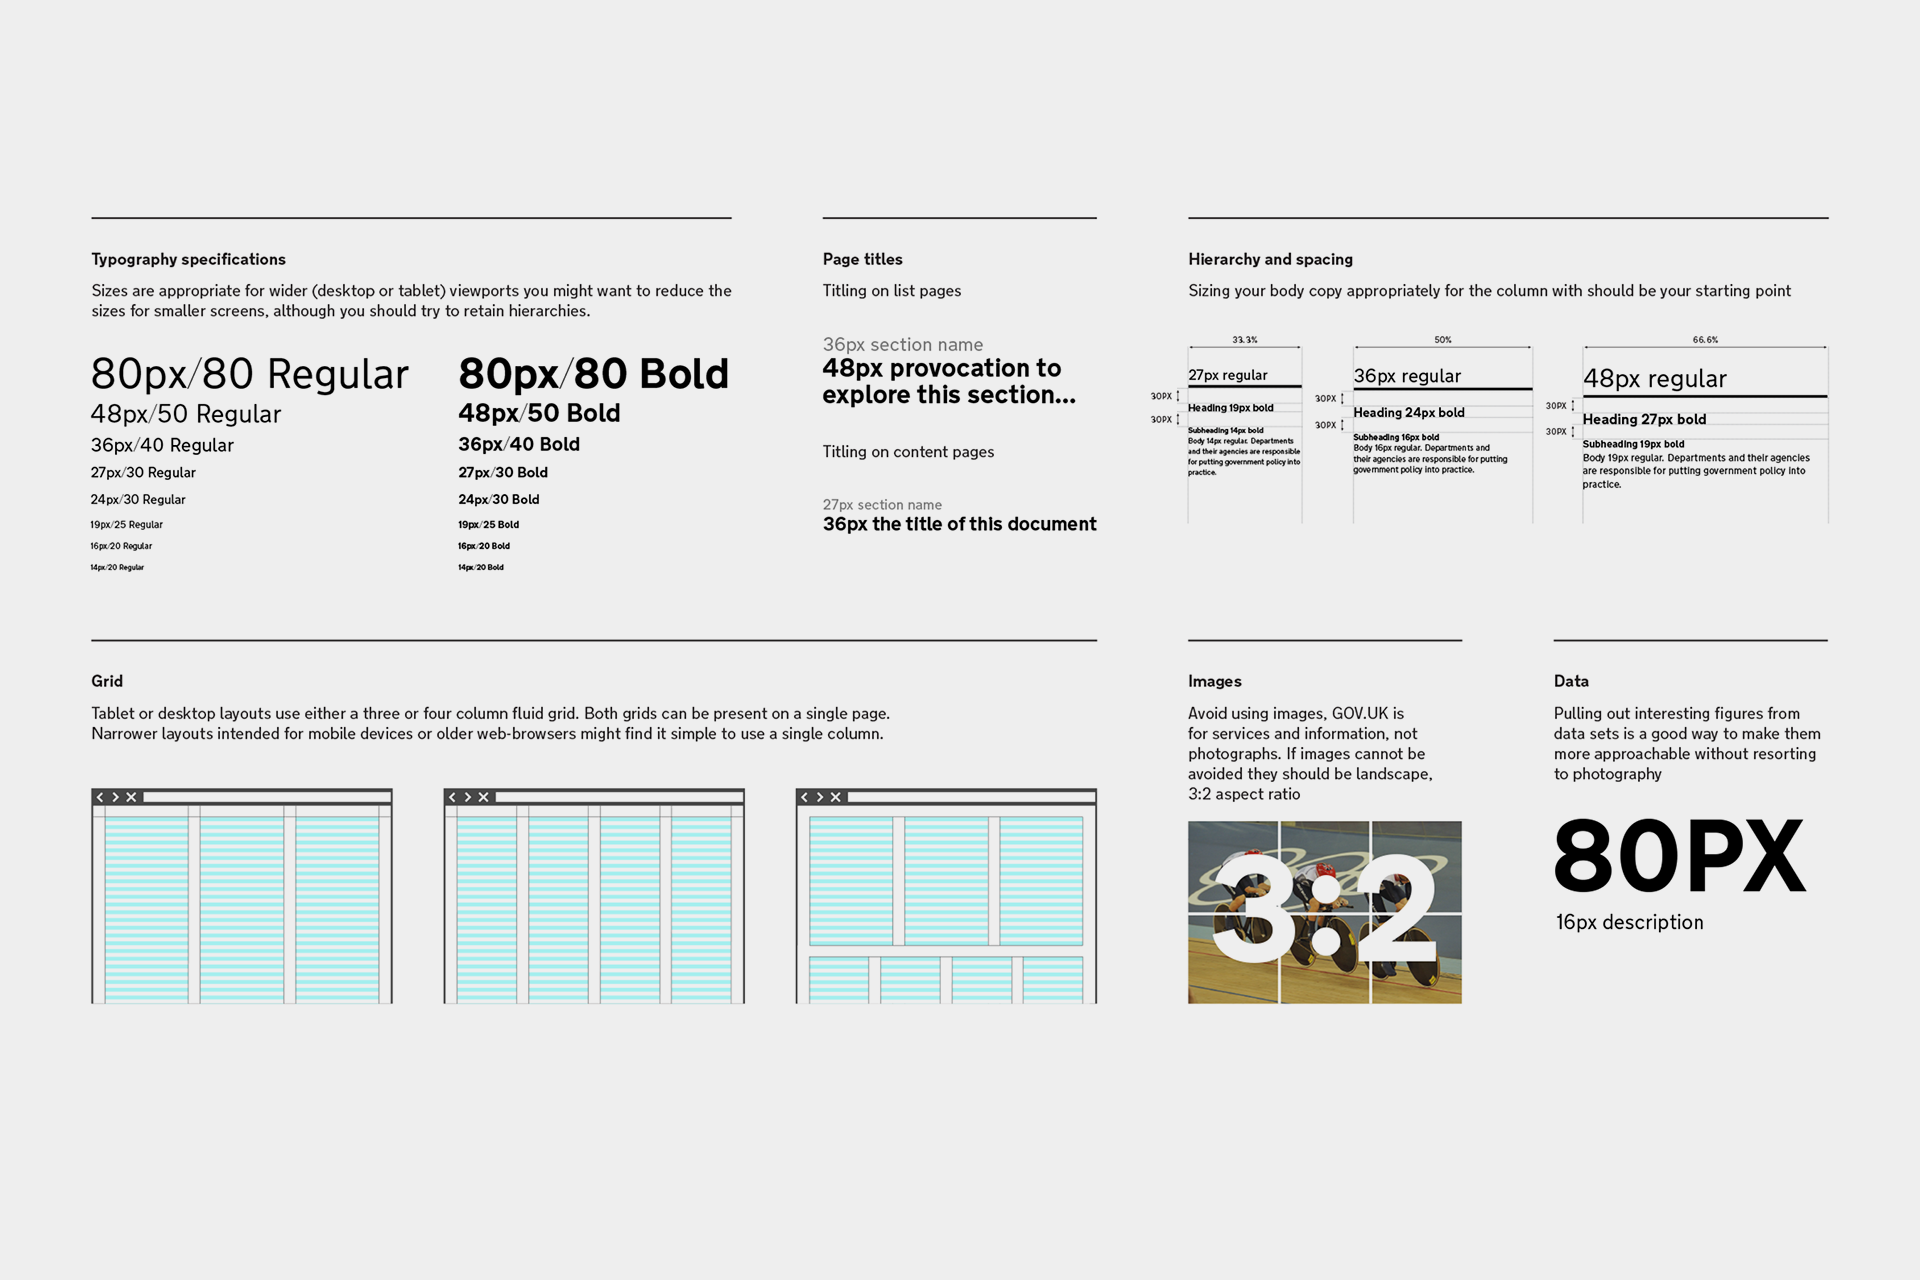 Typography specifications
Sizes are appropriate for wider (desktop or tablet) viewports you might want to reduce the
sizes for smaller screens, although you should try to retain hierarchies.
80px/80 Regular
48px/50 Regular
36px/40 Regular
27px/30 Regular
24px/30 Regular
19px/25 Regular
16px/20 Regular
14px/20 Regular
80px/80 Bold
48px/50 Bold
36px/40 Bold
27px/30 Bold
24px/30 Bold
19px/25 Bold
16px/20 Bold
14px/20 Bold
Page titles
Titling on list pages
36px section name
48px provocation to
explore this section...
Titling on content pages
27px section name
36px the title of this document
Hierarchy and spacing
Sizing your body copy appropriately for the column with should be your starting point
33.3%
27px regular
30PX
Heading 19px bold
30PX
Subheading 14px bold
Body 14px regular. Departments
and their agencies are responsible
for putting government policy into
practice.
50%
36px regular
30PX
Heading 24px bold
30PX
Subheading 16px bold
Body 16px regular. Departments and
their agencies are responsible for putting
government policy into practice.
66.6%
48px regular
30PX
Heading 27px bold
30PX
Subheading 19px bold
Body 19px regular. Departments and their agencies
are responsible for putting government policy into
practice.
Grid
Tablet or desktop layouts use either a three or four column fluid grid. Both grids can be present on a single page.
Narrower layouts intended for mobile devices or older web-browsers might find it simple to use a single column.
Images
Avoid using images, GOV.UK is
for services and information, not
photographs. If images cannot be
avoided they should be landscape,
3:2 aspect ratio
3:2
Data
Pulling out interesting figures from
data sets is a good way to make them
more approachable without resorting
to photography
80PX
16px description